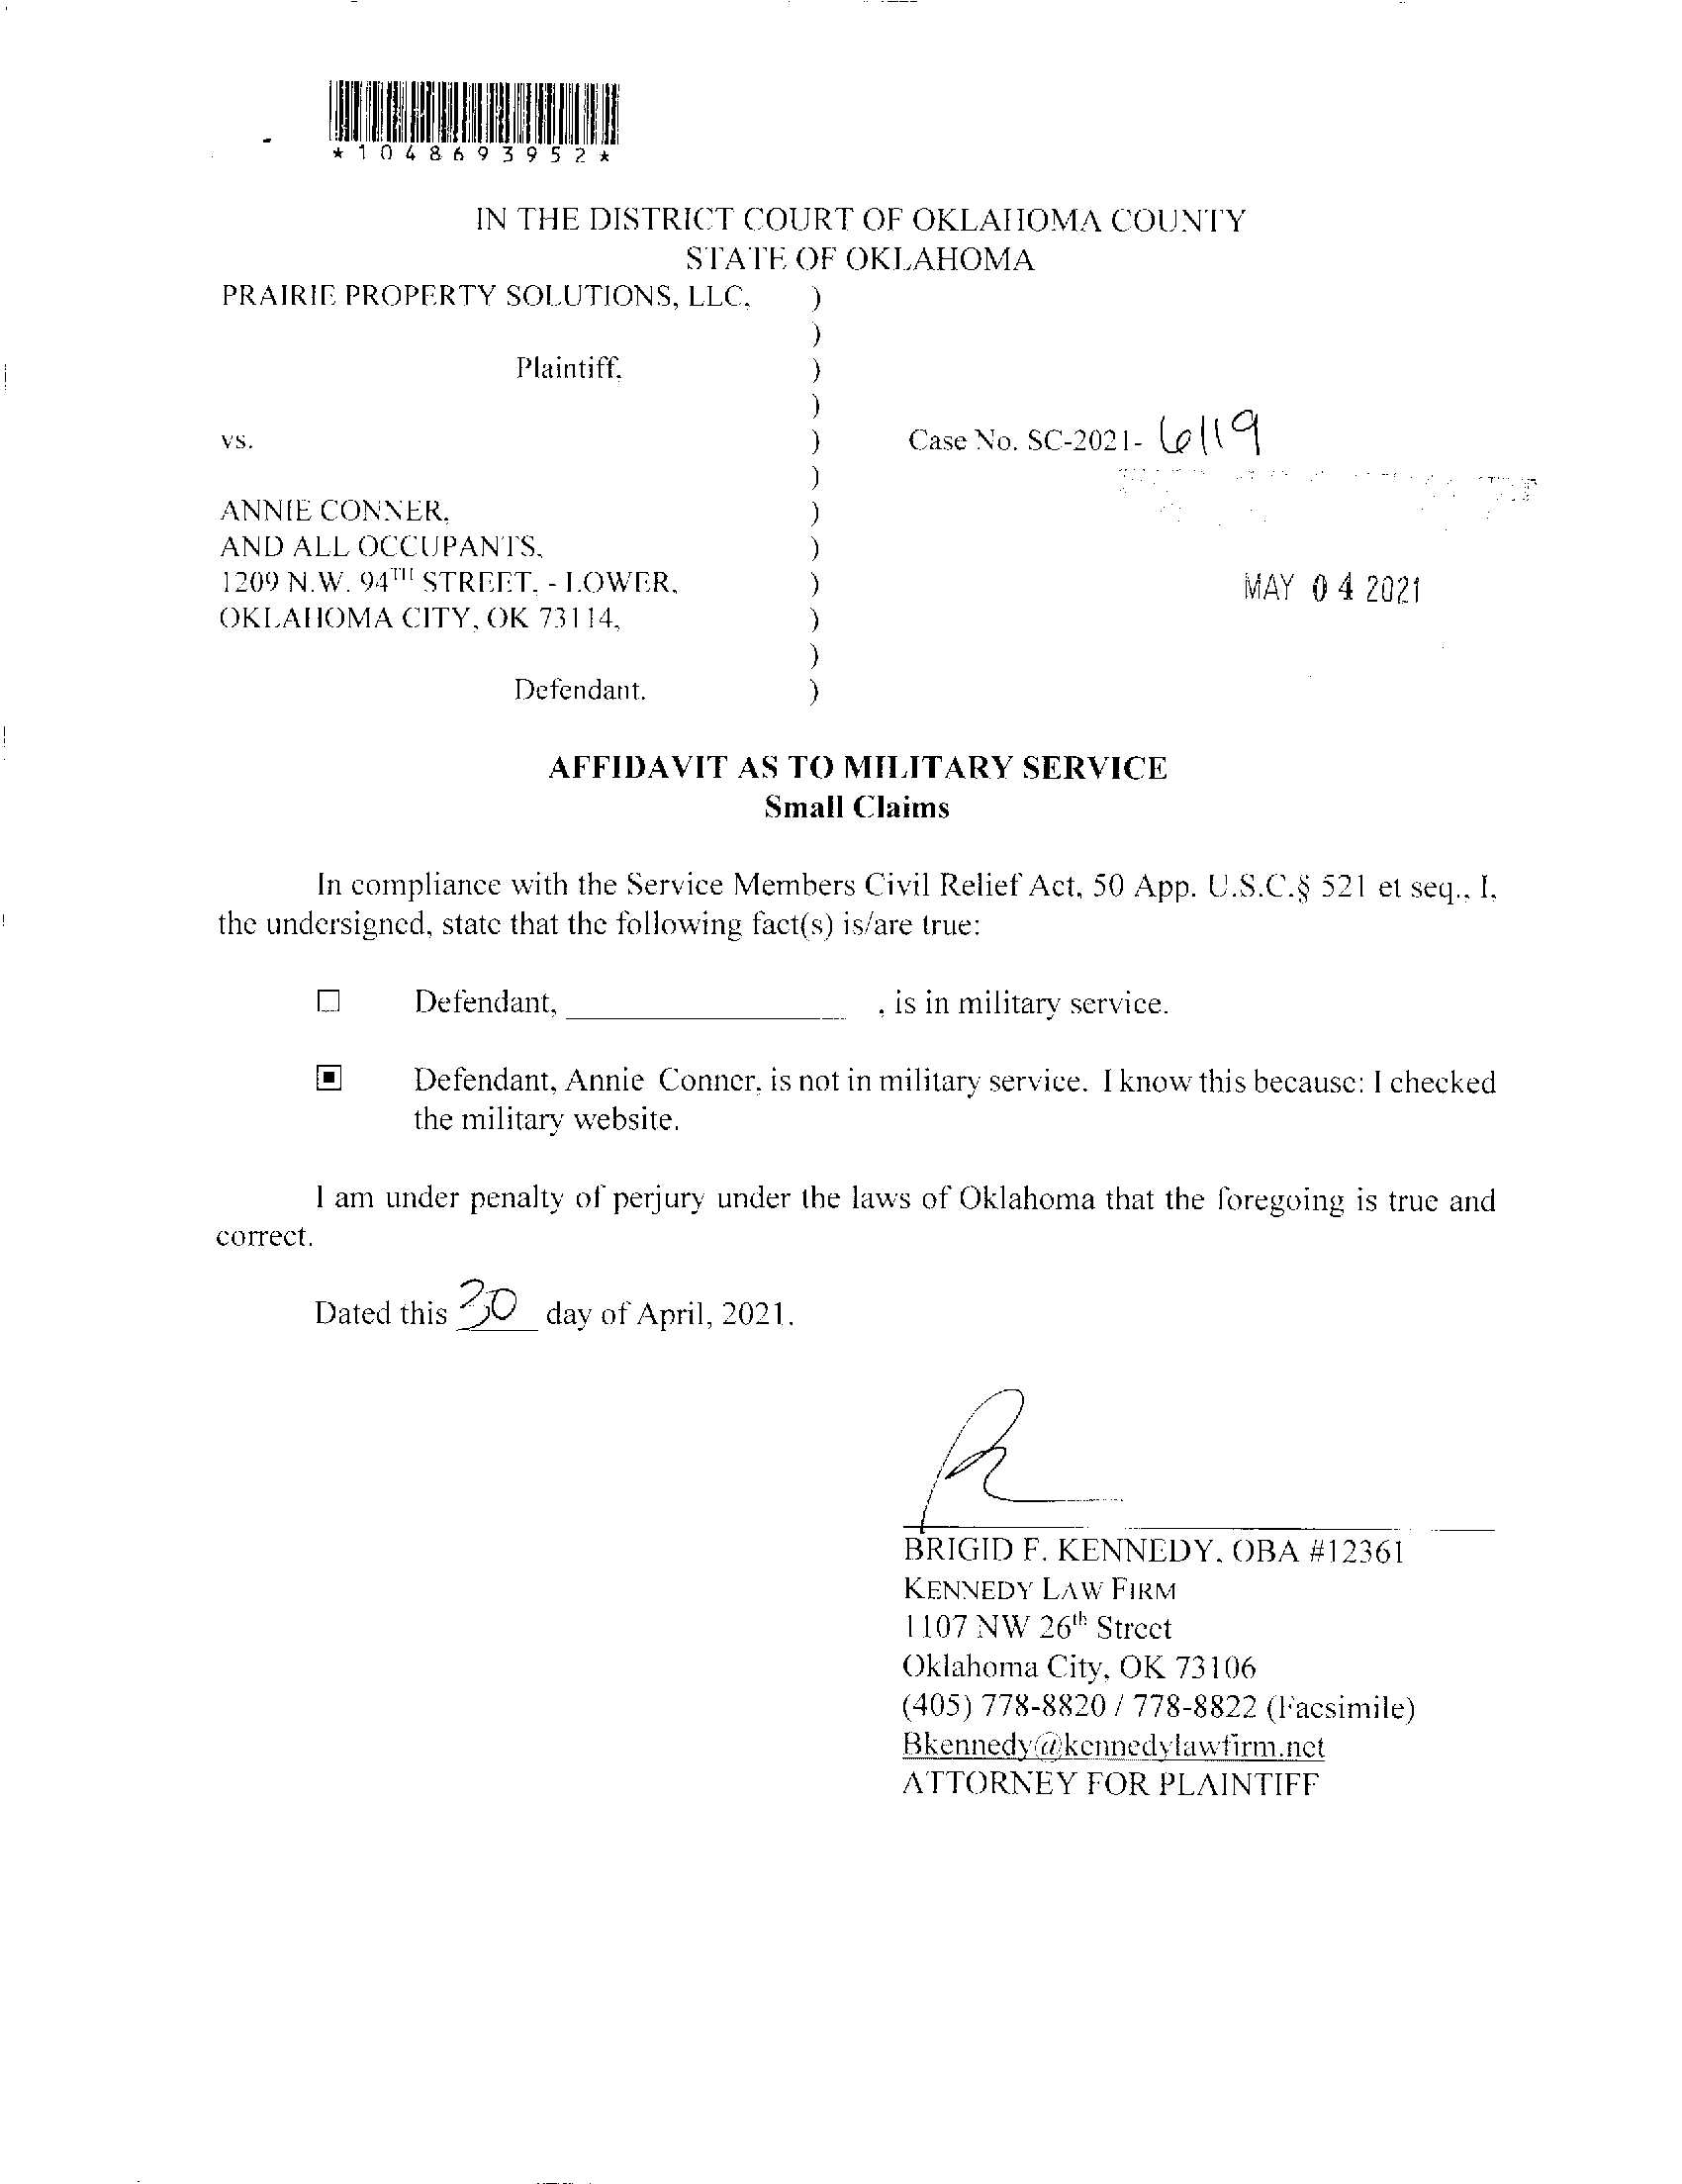 *1048693952*
IN THE DISTRICT COURT OF OKLAHOMA COUNTY
STATE OF OKLAHOMA
PRAIRIE PROPERTY SOLUTIONS, LLC, )
)
Plaintiff, )
)
vs. ) Case No. SC-2021- 6119
)
ANNIE CONNER, )
AND ALL OCCUPANTS, )
1209 N.W. 94TH STREET, - LOWER, ) MAY 04 2021
OKLAHOMA CITY, OK 73114, )
)
Defendant. )
AFFIDAVIT AS TO MILITARY SERVICE
Small Claims
In compliance with the Service Members Civil Relief Act, 50 App. U.S.C.§ 521 et seq., I,
the undersigned, state that the following fact(s) is/are true:
☐ Defendant, ____________________ , is in military service.
▣ Defendant, Annie Conner, is not in military service. I know this because: I checked
the military website.
I am under penalty of perjury under the laws of Oklahoma that the foregoing is true and
correct.
Dated this 30 day of April, 2021.
BRIGID F. KENNEDY, OBA #12361
KENNEDY LAW FIRM
1107 NW 26th Street
Oklahoma City, OK 73106
(405) 778-8820 / 778-8822 (Facsimile)
Bkennedy@kennedylawfirm.net
ATTORNEY FOR PLAINTIFF